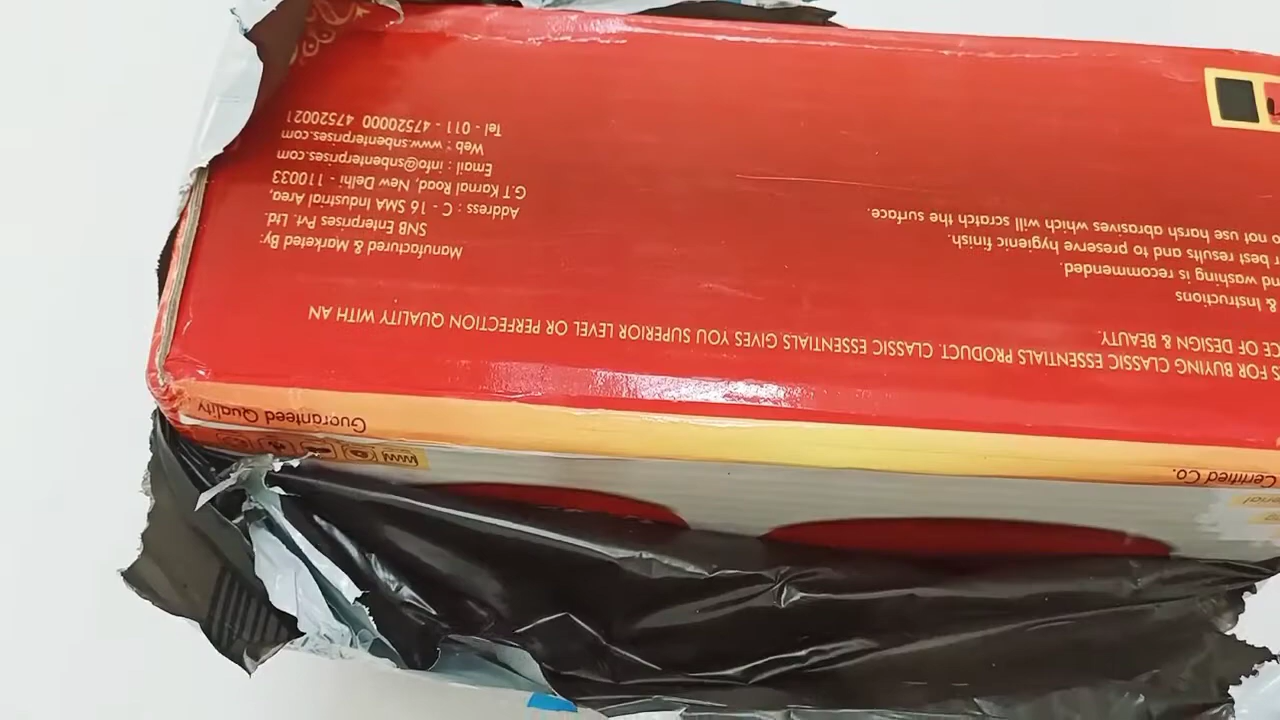 S FOR BUYING CLASSIC ESSENTIALS PRODUCT. CLASSIC ESSENTIALS GIVES YOU SUPERIOR LEVEL OR PERFECTION QUALITY WITH AN
CE OF DESIGN & BEAUTY.
& Instructions
nd washing is recommended.
r best results and to preserve hygienic finish.
o not use harsh abrasives which will scratch the surface.
Manufactured & Marketed By:
SNB Enterprises Pvt. Ltd.
Address : C - 16 SMA Industrial Area,
G.T Karnal Road, New Delhi - 110033
Email : info@snbenterprises.com
Web : www.snbenterprises.com
Tel - 011 - 47520000 47520021
Certified Co.
Guaranteed Quality